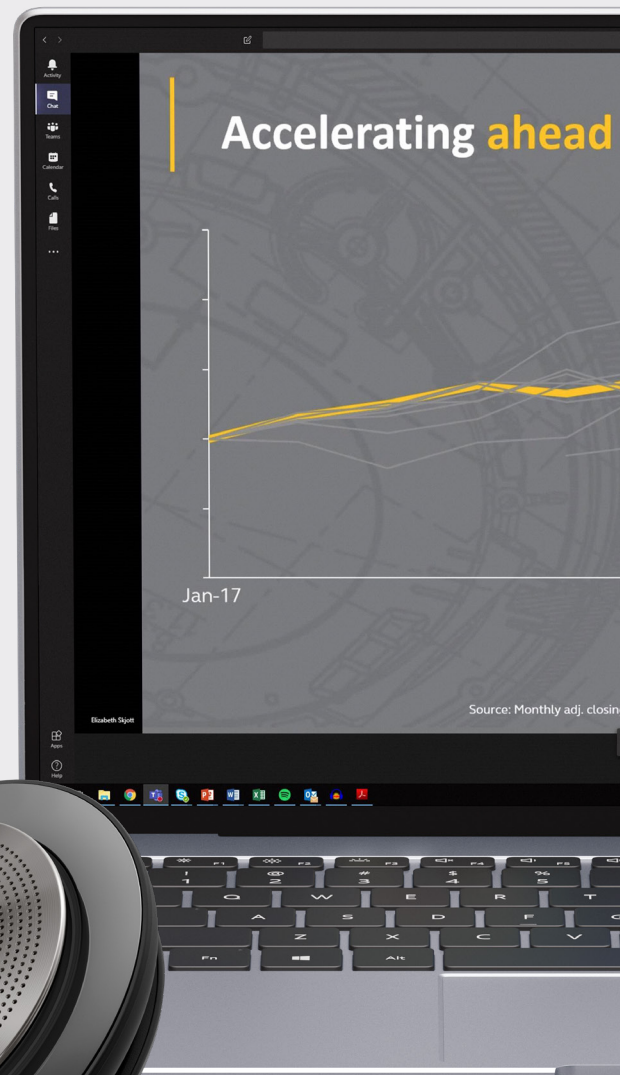 Activity
Chat
Teams
Calendar
Calls
Files
Accelerating ahead
Jan-17
Source: Monthly adj. closin
Elizabeth Skjott
Apps
Help
F1 F2 F3 F4 F5
! @ # $ %
1 2 3 4 5
Q W E R T
A S D F
Z X C V
Fn Alt